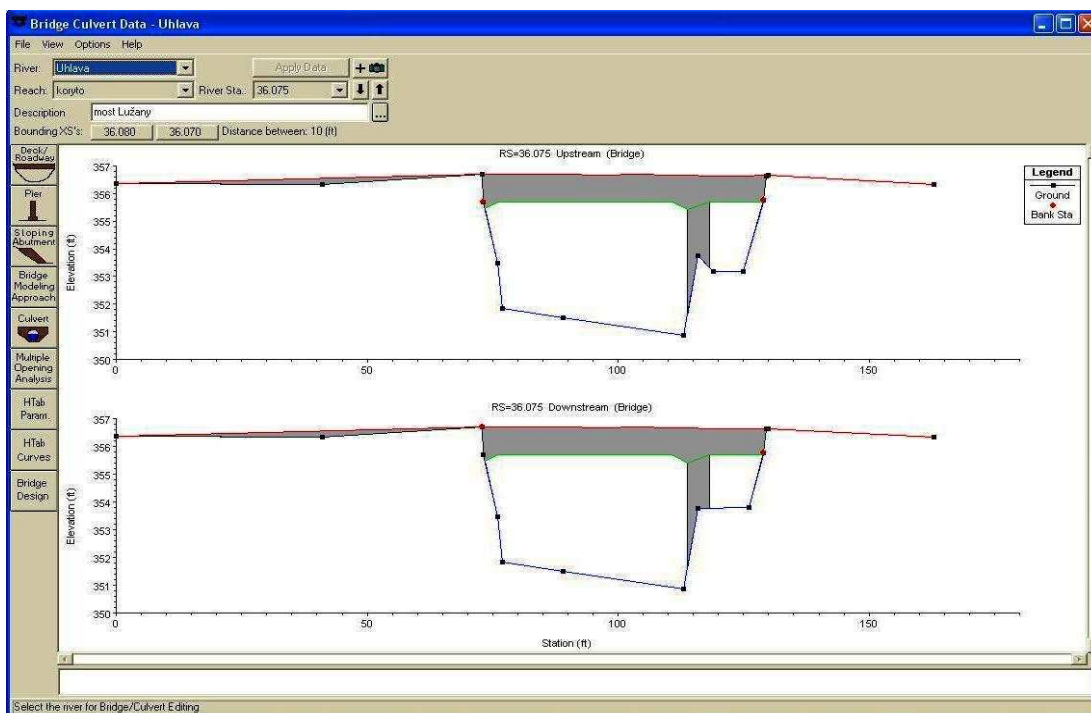 Bridge Culvert Data - Uhlava
File View Options Help
River: Uhlava Apply Data
Reach: koryto River Sta.: 36.075
Description most Lužany ...
Bounding XS's: 36.080 36.070 Distance between: 10 (ft)
Deck/
Roadway
Pier
Sloping
Abutment
Bridge
Modeling
Approach
Culvert
Multiple
Opening
Analysis
HTab
Param.
HTab
Curves
Bridge
Design
RS=36.075 Upstream (Bridge)
Elevation (ft)
357
356
355
354
353
352
351
350
0 50 100 150
Legend
Ground
Bank Sta
RS=36.075 Downstream (Bridge)
Elevation (ft)
357
356
355
354
353
352
351
350
0 50 100 150
Station (ft)
Select the river for Bridge/Culvert Editing